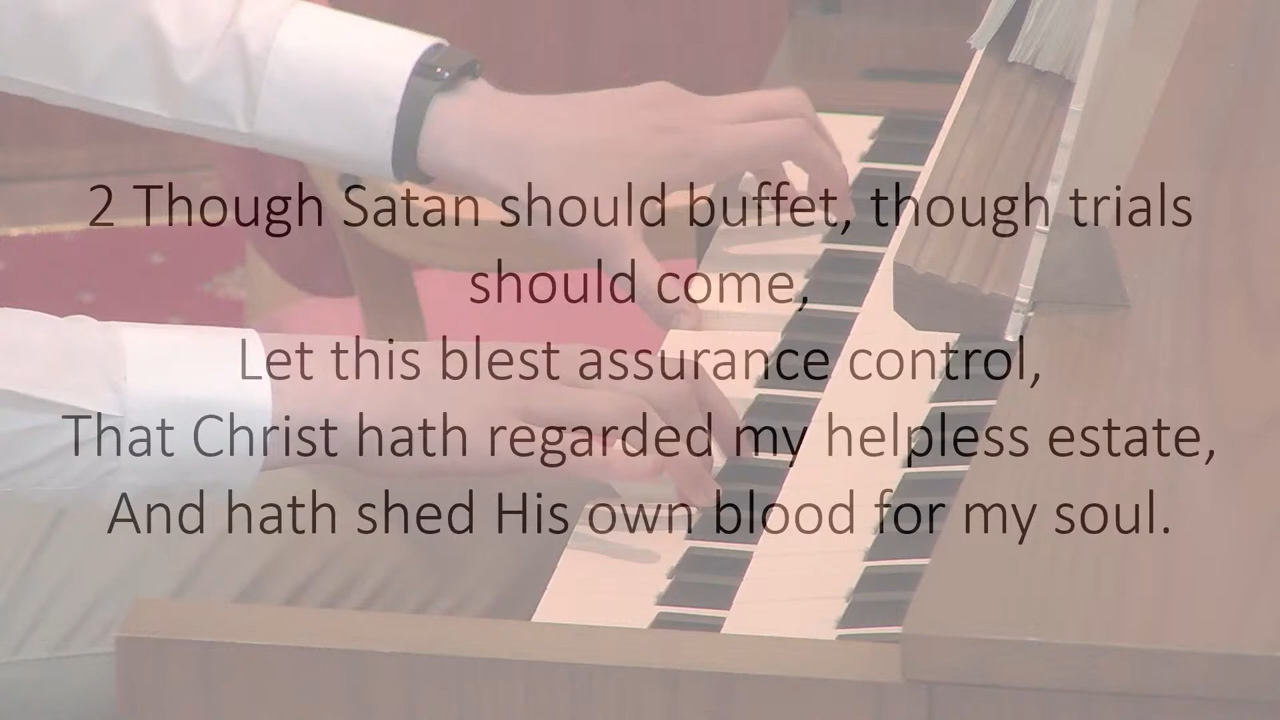 2 Though Satan should buffet, though trials
should come,
Let this blest assurance control,
That Christ hath regarded my helpless estate,
And hath shed His own blood for my soul.